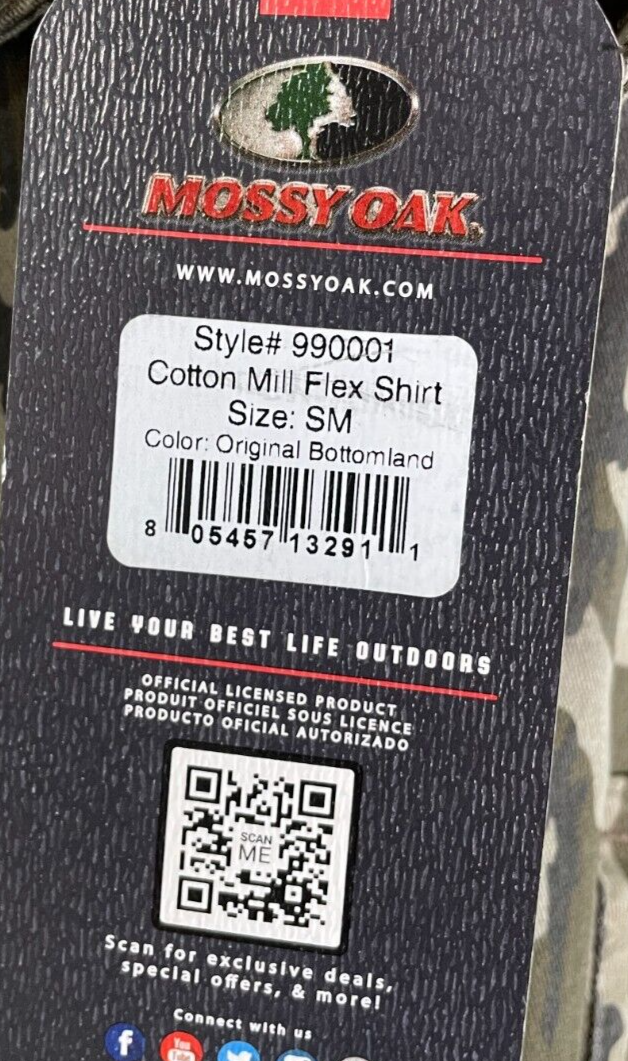 MOSSY OAK.
WWW.MOSSYOAK.COM
Style# 990001
Cotton Mill Flex Shirt
Size: SM
Color: Original Bottomland
8 05457 13291 1
LIVE YOUR BEST LIFE OUTDOORS
OFFICIAL LICENSED PRODUCT
PRODUIT OFFICIEL SOUS LICENCE
PRODUCTO OFICIAL AUTORIZADO
SCAN
ME
Scan for exclusive deals,
special offers, & more!
Connect with us
f
You
Tube